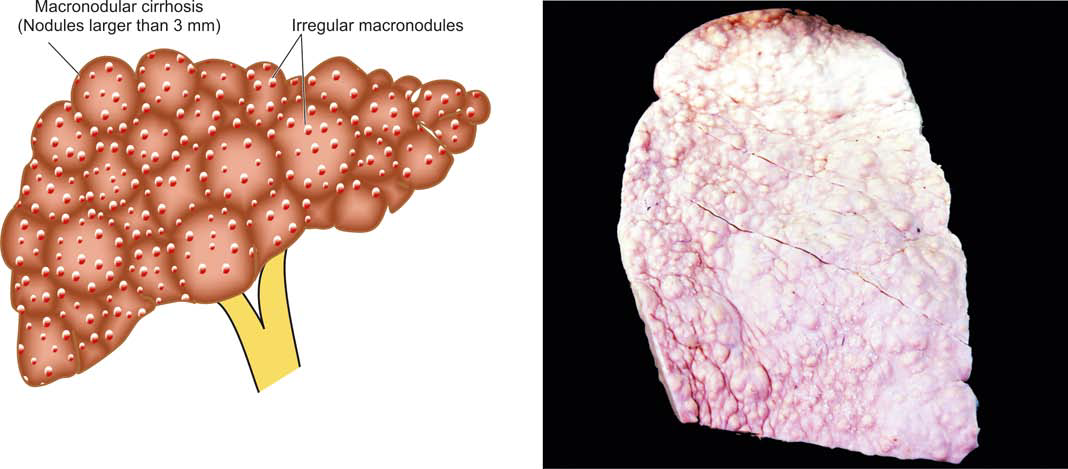 Macronodular cirrhosis
(Nodules larger than 3 mm)
Irregular macronodules